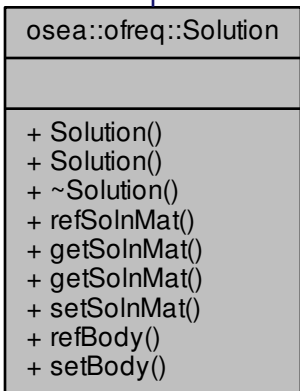 osea::ofreq::Solution
+ Solution()
+ Solution()
+ ~Solution()
+ refSolnMat()
+ getSolnMat()
+ getSolnMat()
+ setSolnMat()
+ refBody()
+ setBody()